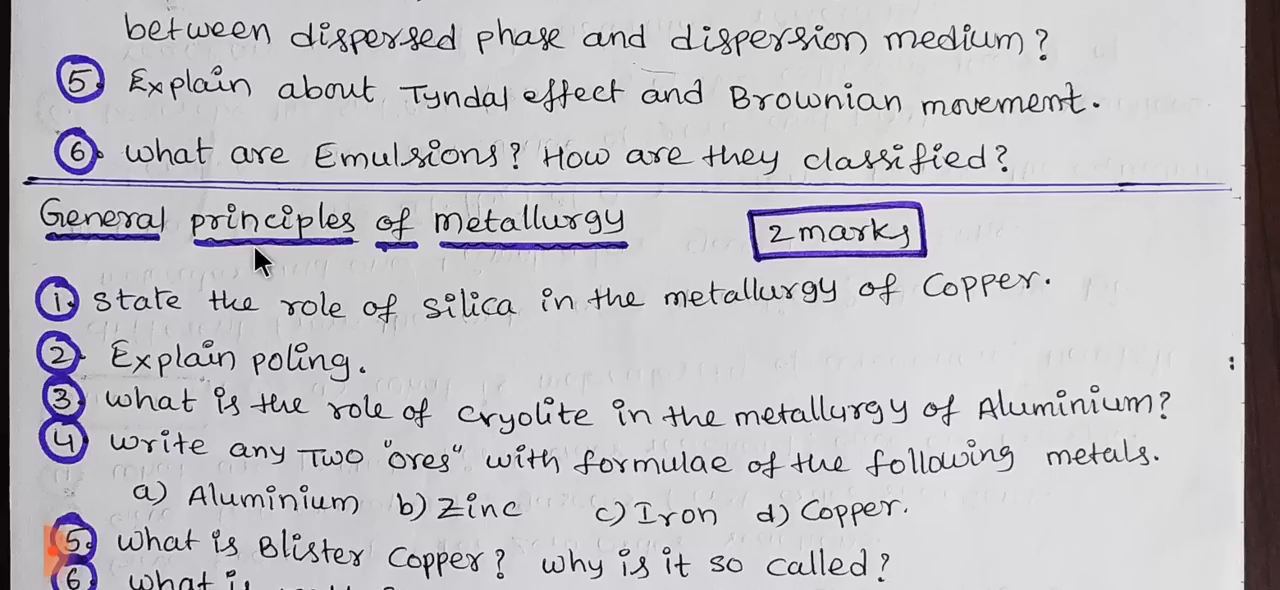 between dispersed phase and dispersion medium?
5. Explain about Tyndal effect and Brownian movement.
6. What are Emulsions? How are they classified?
General principles of metallurgy 2 marks
1. State the role of silica in the metallurgy of Copper.
2. Explain poling.
3. What is the role of cryolite in the metallurgy of Aluminium?
4. Write any Two "ores" with formulae of the following metals.
a) Aluminium b) Zinc c) Iron d) Copper.
5. What is Blister Copper? why is it so called?
6. What is